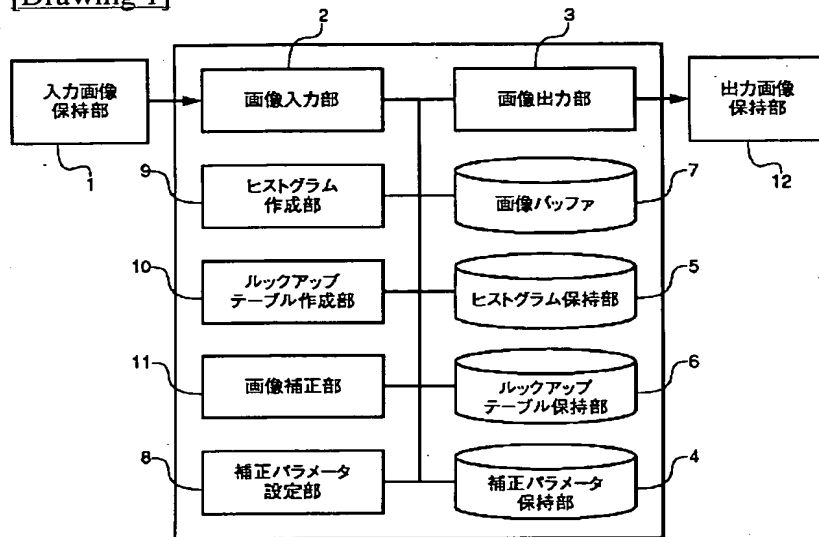 [Drawing 1]
2
3
入力画像
保持部
画像入力部
画像出力部
出力画像
保持部
1
12
9
ヒストグラム
作成部
画像バッファ
7
10
ルックアップ
テーブル作成部
ヒストグラム保持部
5
11
画像補正部
ルックアップ
テーブル保持部
6
8
補正パラメータ
設定部
補正パラメータ
保持部
4